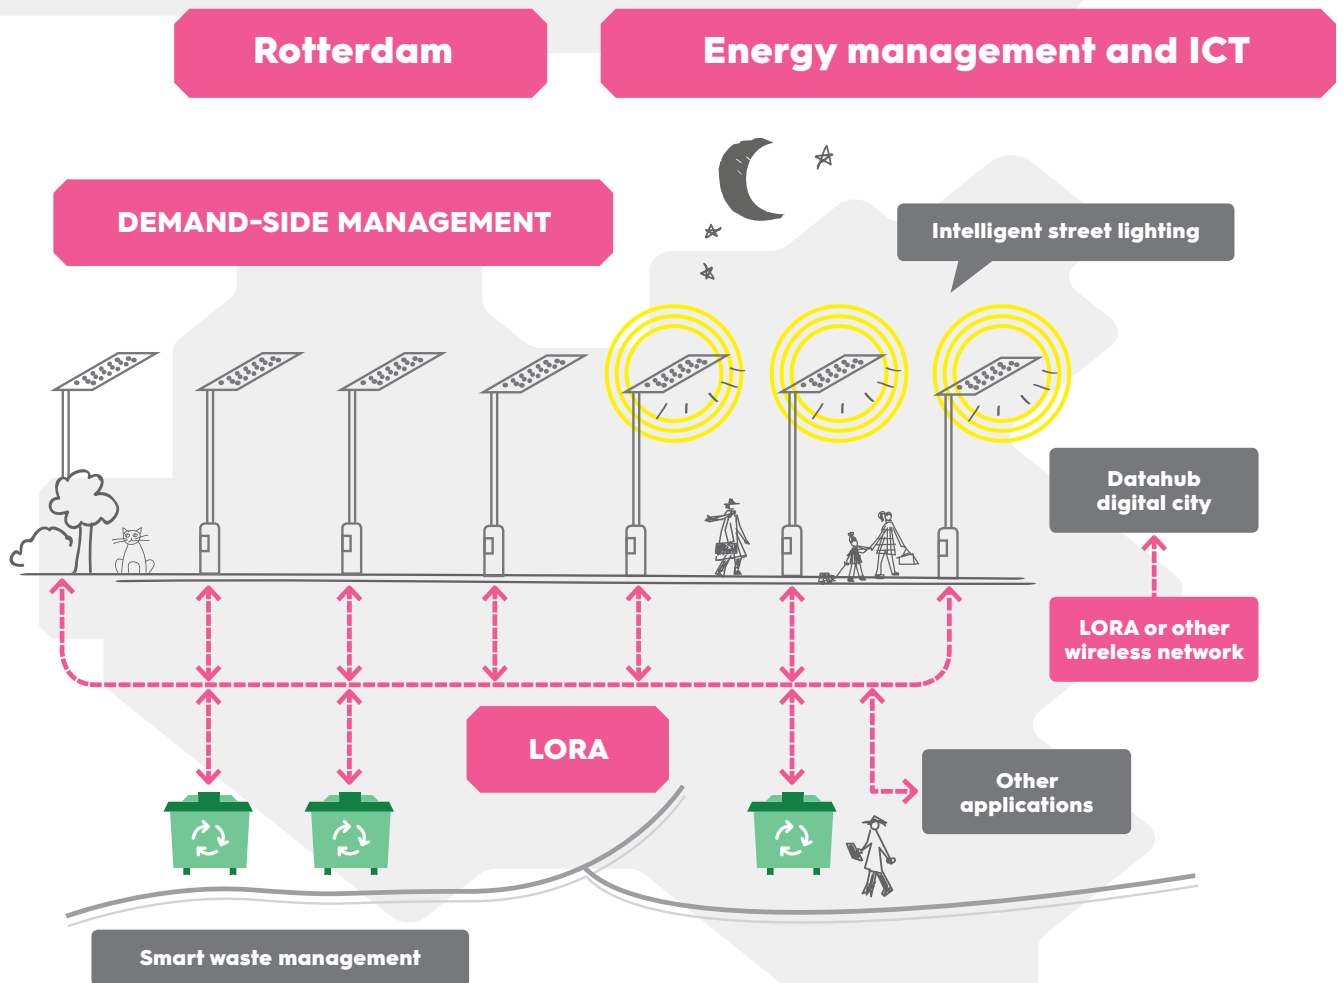 Rotterdam
Energy management and ICT
DEMAND-SIDE MANAGEMENT
Intelligent street lighting
Datahub
digital city
LORA or other
wireless network
LORA
Other
applications
Smart waste management